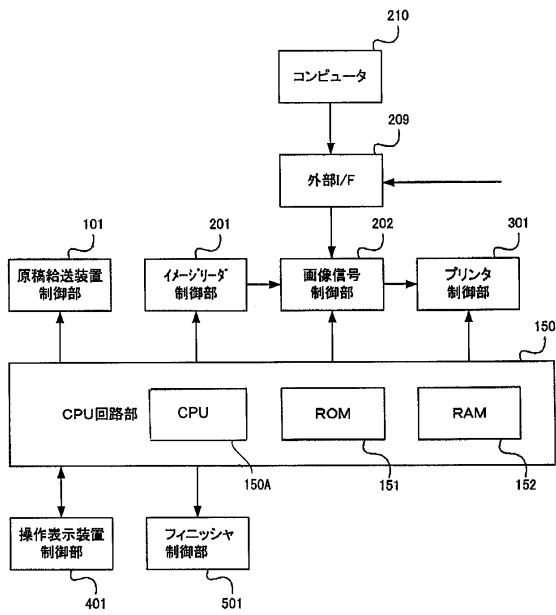 210
コンピュータ
209
外部I/F
101
201
202
301
原稿給送装置
制御部
イメージリーダ
制御部
画像信号
制御部
プリンタ
制御部
150
CPU回路部
CPU
ROM
RAM
150A
151
152
操作表示装置
制御部
フィニッシャ
制御部
401
501